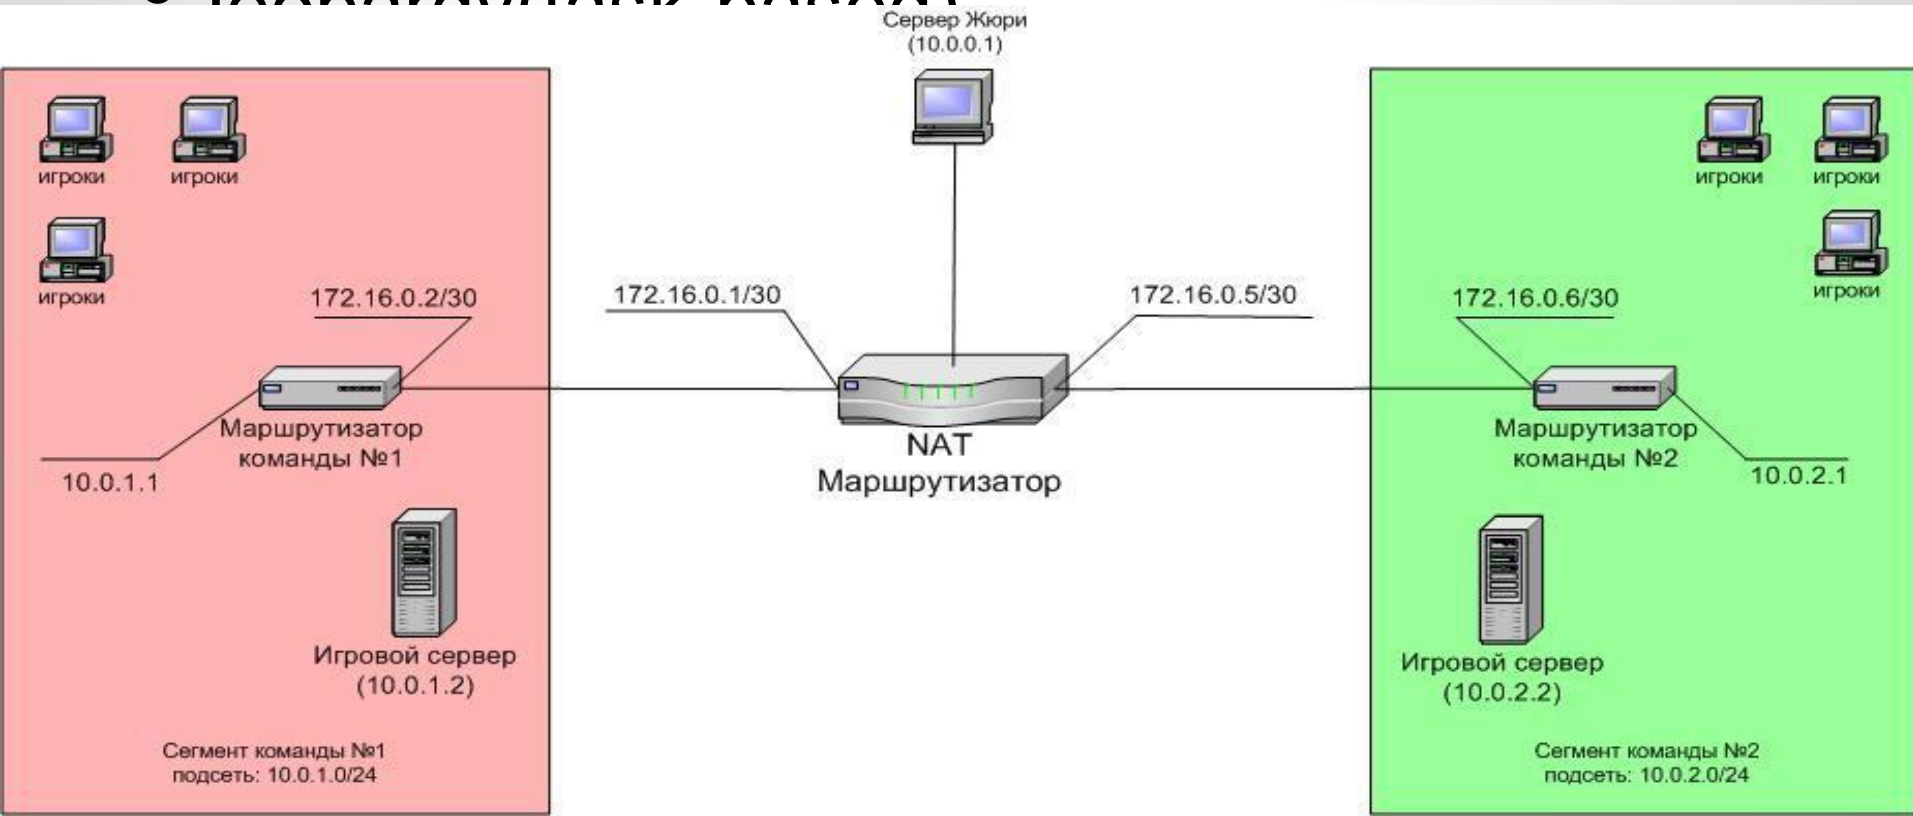 Сервер Жюри
(10.0.0.1)
игроки
игроки
игроки
172.16.0.2/30
Маршрутизатор
команды №1
10.0.1.1
Игровой сервер
(10.0.1.2)
Сегмент команды №1
подсеть: 10.0.1.0/24
172.16.0.1/30
172.16.0.5/30
NAT
Маршрутизатор
игроки
игроки
игроки
172.16.0.6/30
Маршрутизатор
команды №2
10.0.2.1
Игровой сервер
(10.0.2.2)
Сегмент команды №2
подсеть: 10.0.2.0/24